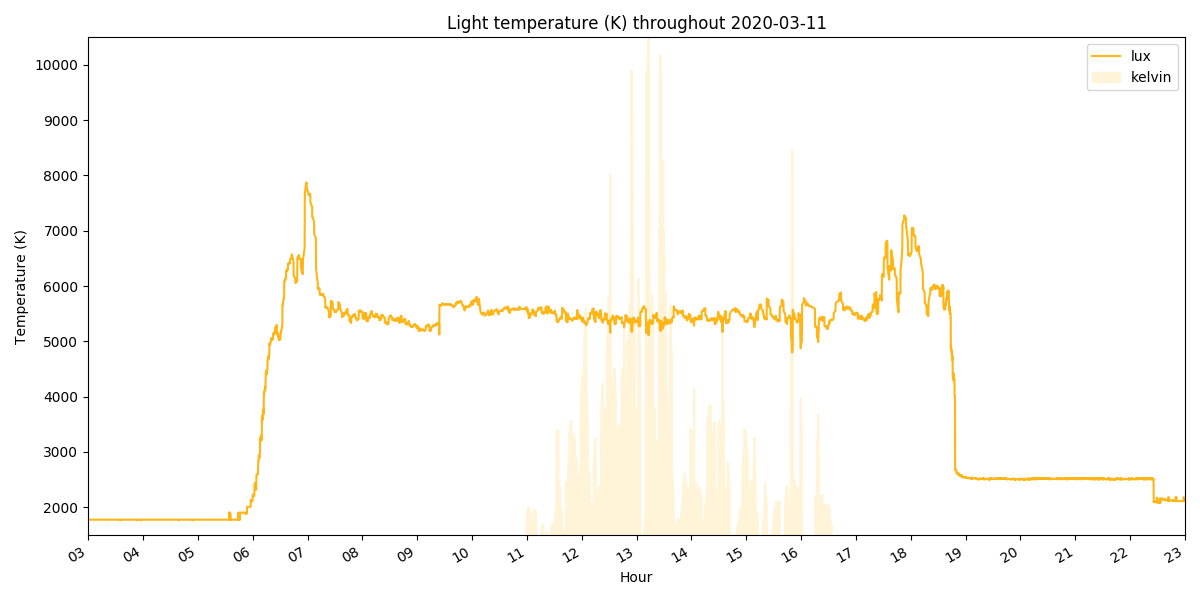 Light temperature (K) throughout 2020-03-11
lux
kelvin
Temperature (K)
10000
9000
8000
7000
6000
5000
4000
3000
2000
03 04 05 06 07 08 09 10 11 12 13 14 15 16 17 18 19 20 21 22 23
Hour